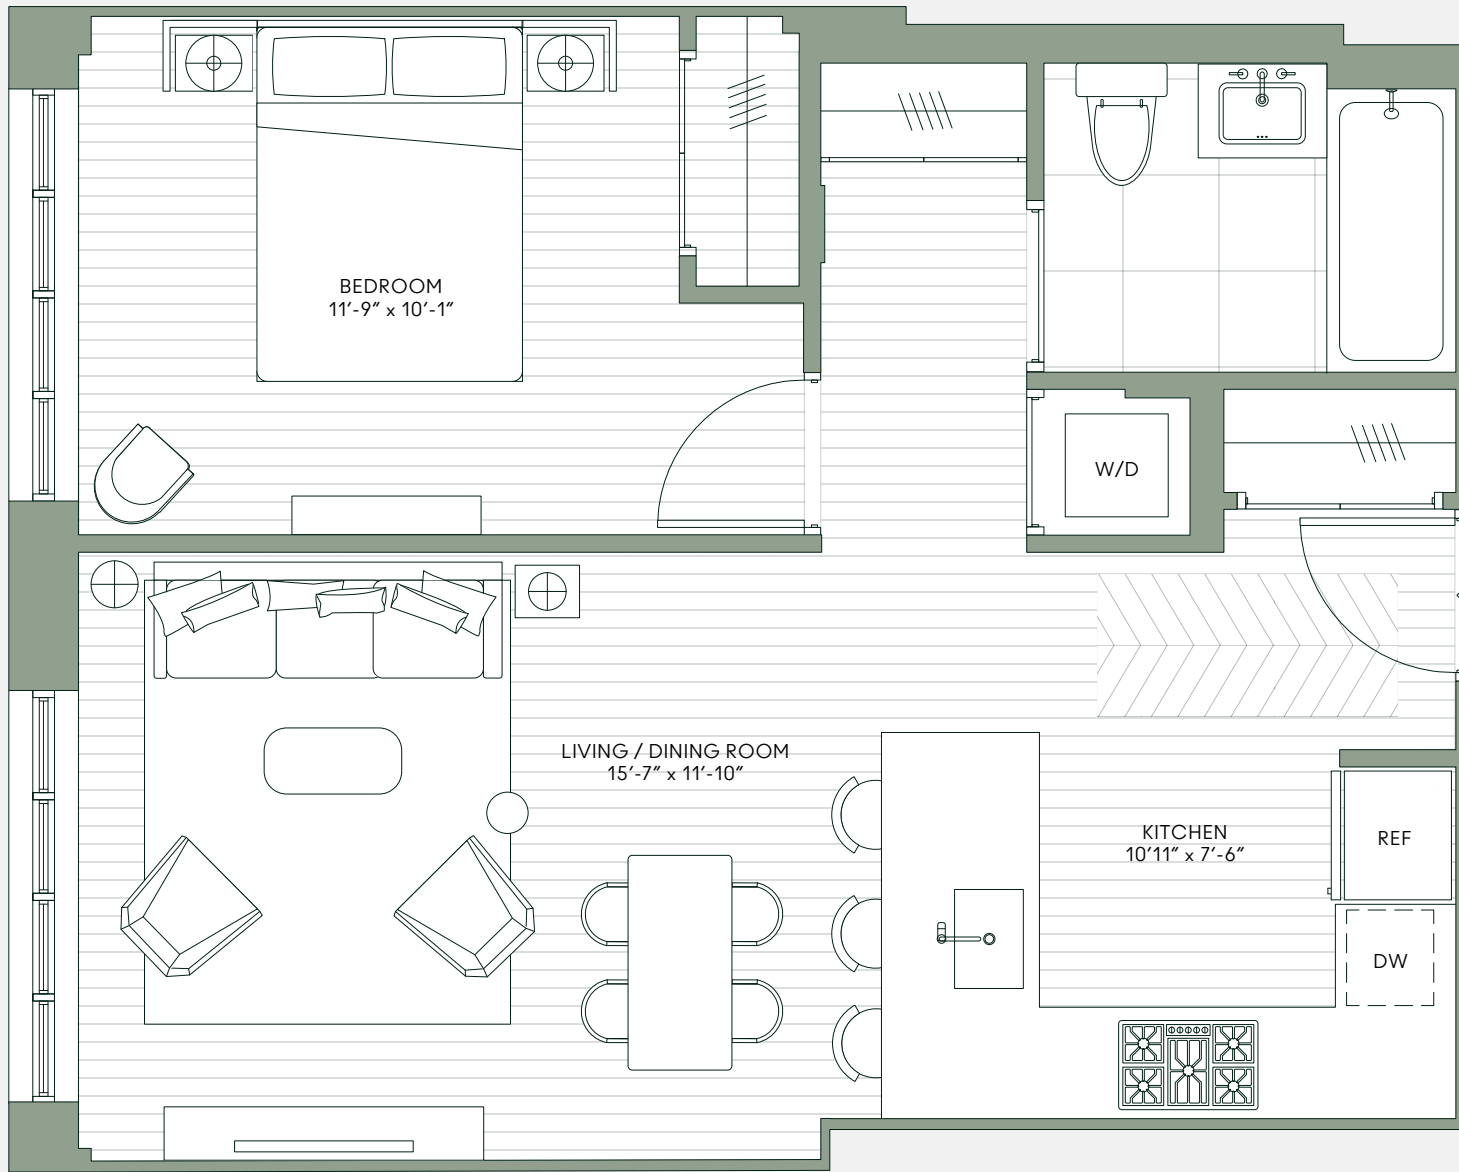 BEDROOM
11′-9″ x 10′-1″
W/D
LIVING / DINING ROOM
15′-7″ x 11′-10″
KITCHEN
10′11″ x 7′-6″
REF
DW